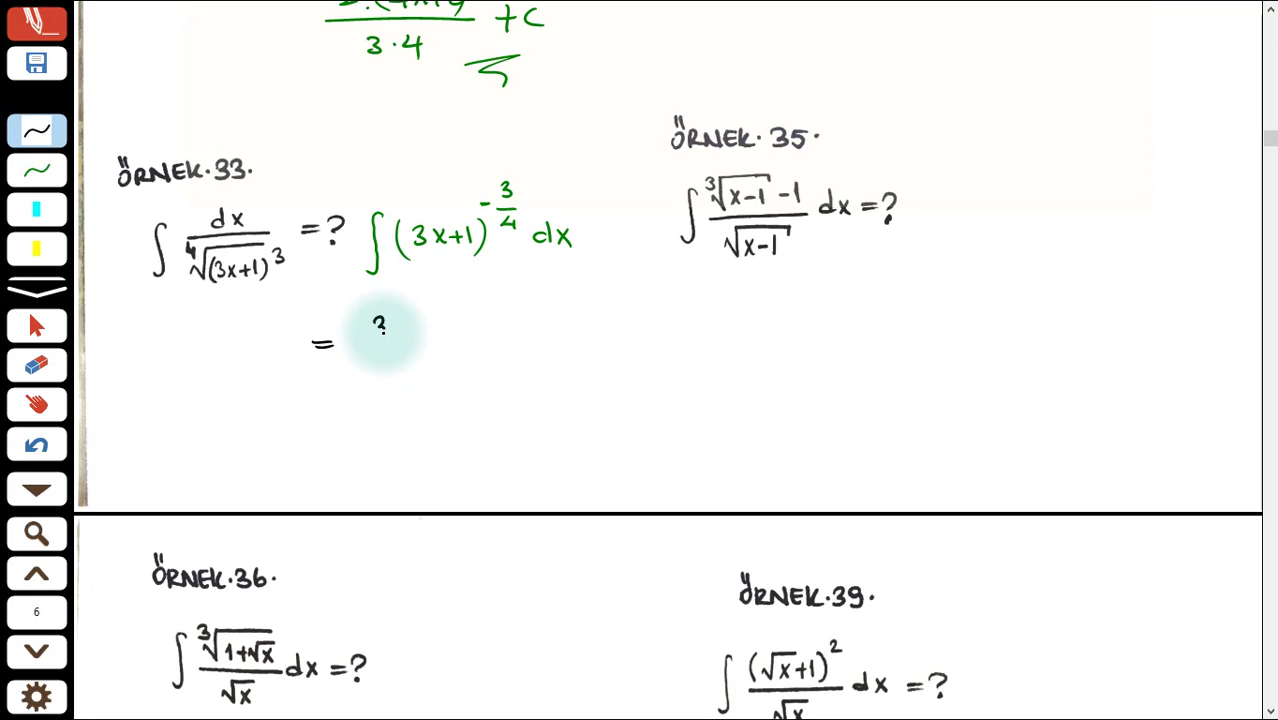 +C
3·4
ÖRNEK·33·
∫ dx / ⁴√(3x+1)³ = ? ∫ (3x+1)^(-3/4) dx
=
ÖRNEK·35·
∫ (³√(x-1) - 1) / √(x-1) dx = ?
ÖRNEK·36·
∫ ³√(1+√x) / √x dx = ?
ÖRNEK·39·
∫ (√x+1)² / √x dx = ?
6